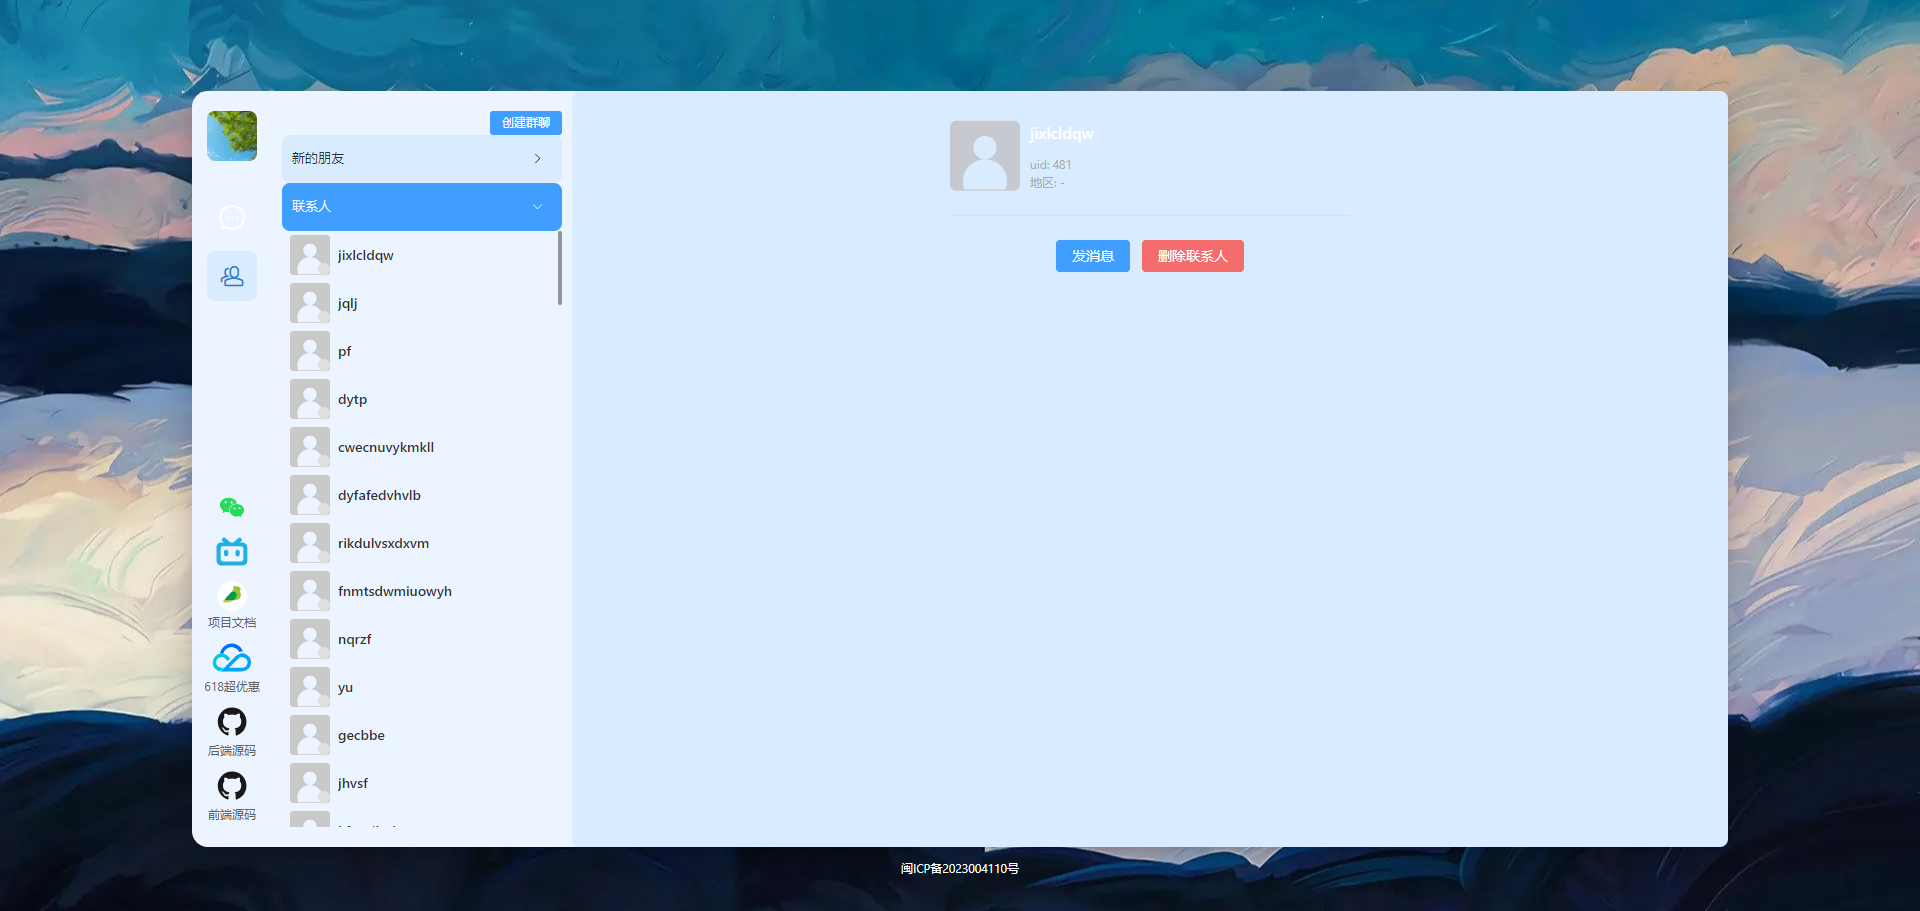 创建群聊
新的朋友
联系人
jixlcldqw
jqlj
pf
dytp
cwecnuvykmkll
dyfafedvhvlb
rikdulvsxdxvm
fnmtsdwmiuowyh
nqrzf
yu
gecbbe
jhvsf
项目文档
618超优惠
后端源码
前端源码
jixlcldqw
uid: 481
地区: -
发消息
删除联系人
闽ICP备2023004110号